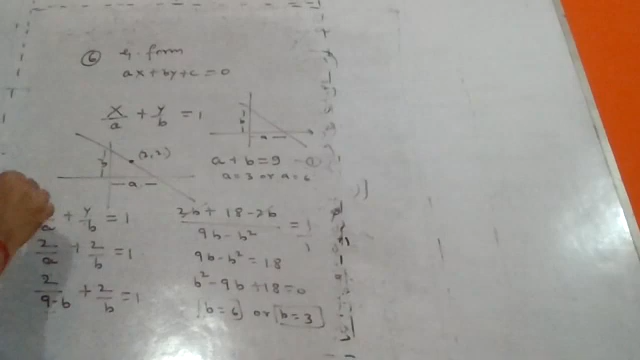 ⑥ G. form
ax + by + c = 0
x/a + y/b = 1
b
a
(2, 2)
b
a
a + b = 9 — ①
a = 3 or a = 6
x/a + y/b = 1
2/a + 2/b = 1
2/(9-b) + 2/b = 1
(2b + 18 - 2b)/(9b - b²) = 1/1
9b - b² = 18
b² - 9b + 18 = 0
b = 6 or b = 3